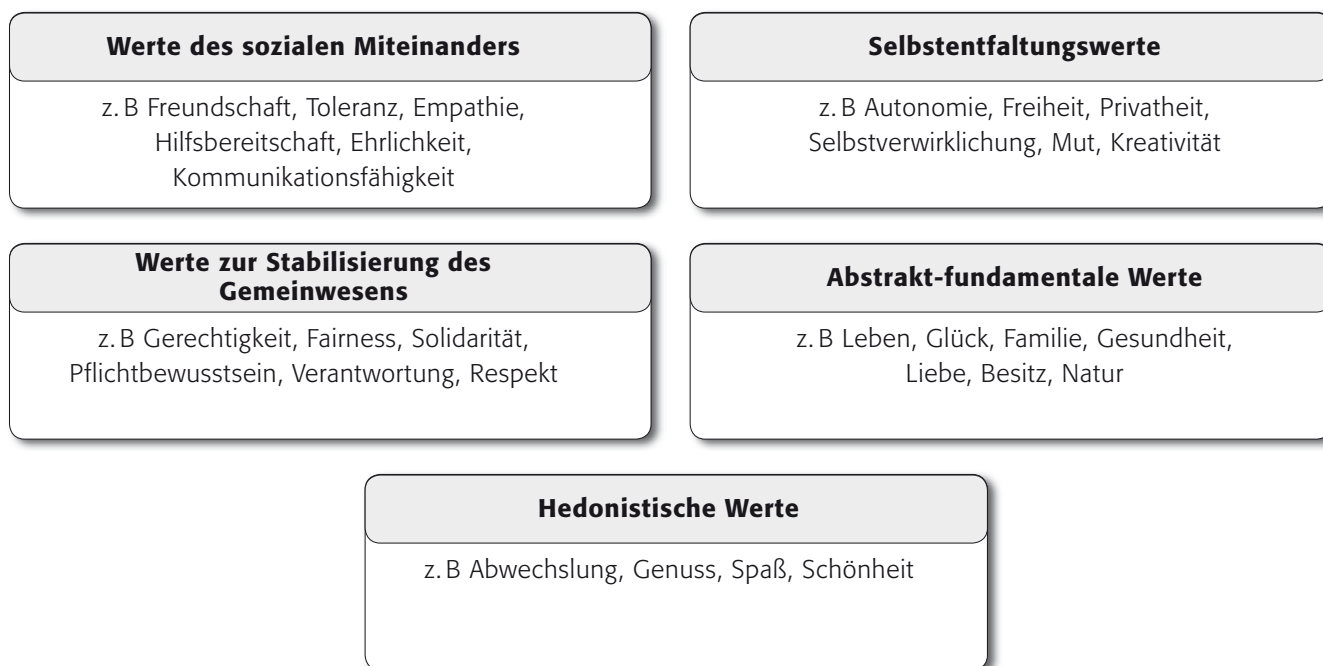 Werte des sozialen Miteinanders
z. B Freundschaft, Toleranz, Empathie,
Hilfsbereitschaft, Ehrlichkeit,
Kommunikationsfähigkeit
Selbstentfaltungswerte
z. B Autonomie, Freiheit, Privatheit,
Selbstverwirklichung, Mut, Kreativität
Werte zur Stabilisierung des
Gemeinwesens
z. B Gerechtigkeit, Fairness, Solidarität,
Pflichtbewusstsein, Verantwortung, Respekt
Abstrakt-fundamentale Werte
z. B Leben, Glück, Familie, Gesundheit,
Liebe, Besitz, Natur
Hedonistische Werte
z. B Abwechslung, Genuss, Spaß, Schönheit